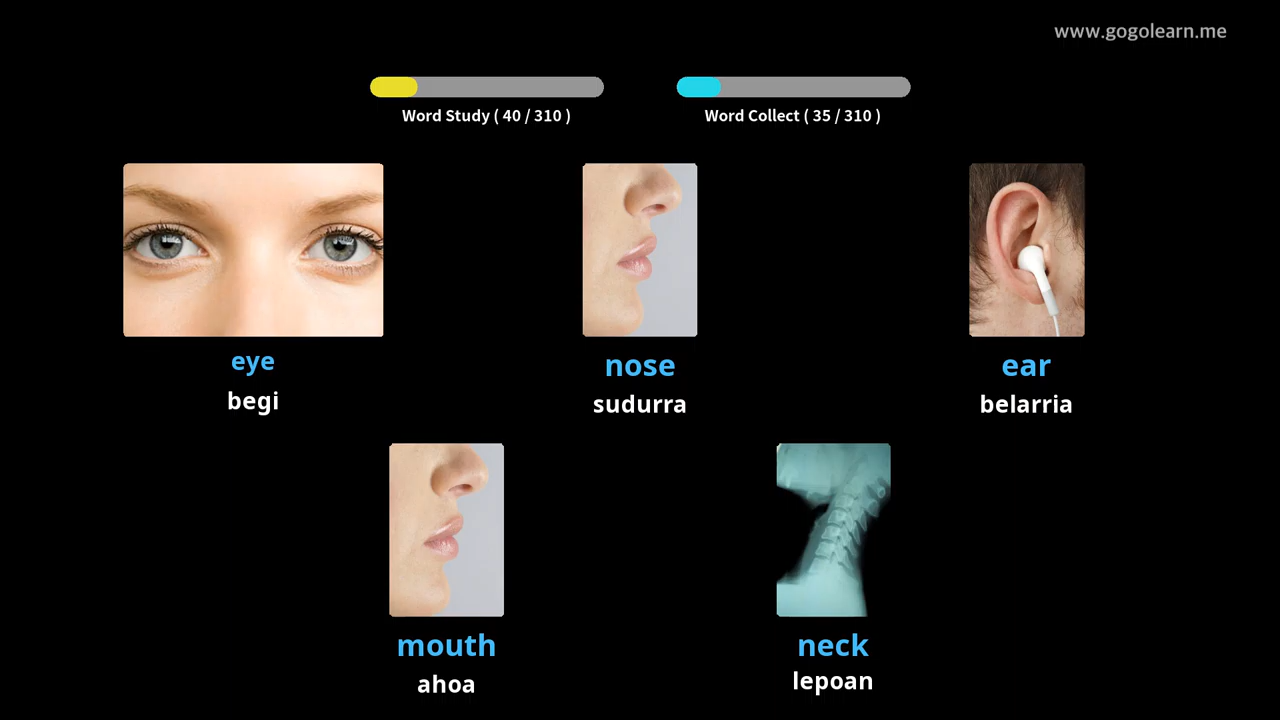 www.gogolearn.me
Word Study ( 40 / 310 )
Word Collect ( 35 / 310 )
eye
begi
nose
sudurra
ear
belarria
mouth
ahoa
neck
lepoan